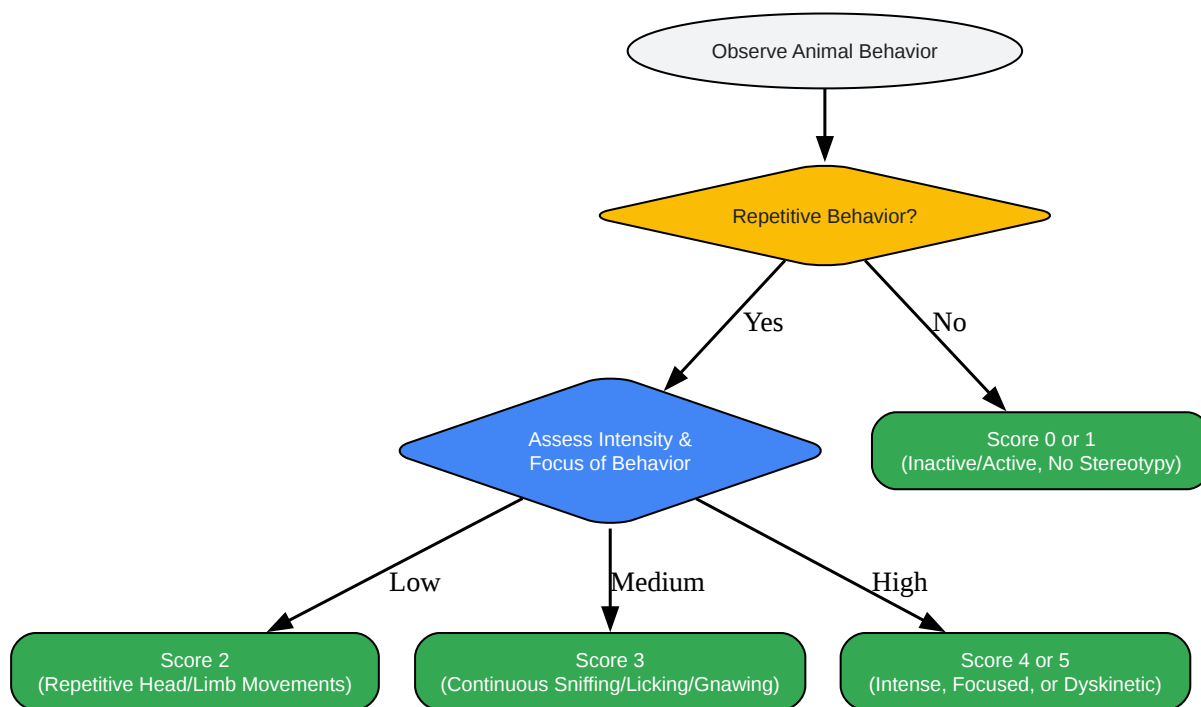 Observe Animal Behavior
Repetitive Behavior?
Yes
No
Assess Intensity &
Focus of Behavior
Score 0 or 1
(Inactive/Active, No Stereotypy)
Low
Medium
High
Score 2
(Repetitive Head/Limb Movements)
Score 3
(Continuous Sniffing/Licking/Gnawing)
Score 4 or 5
(Intense, Focused, or Dyskinetic)